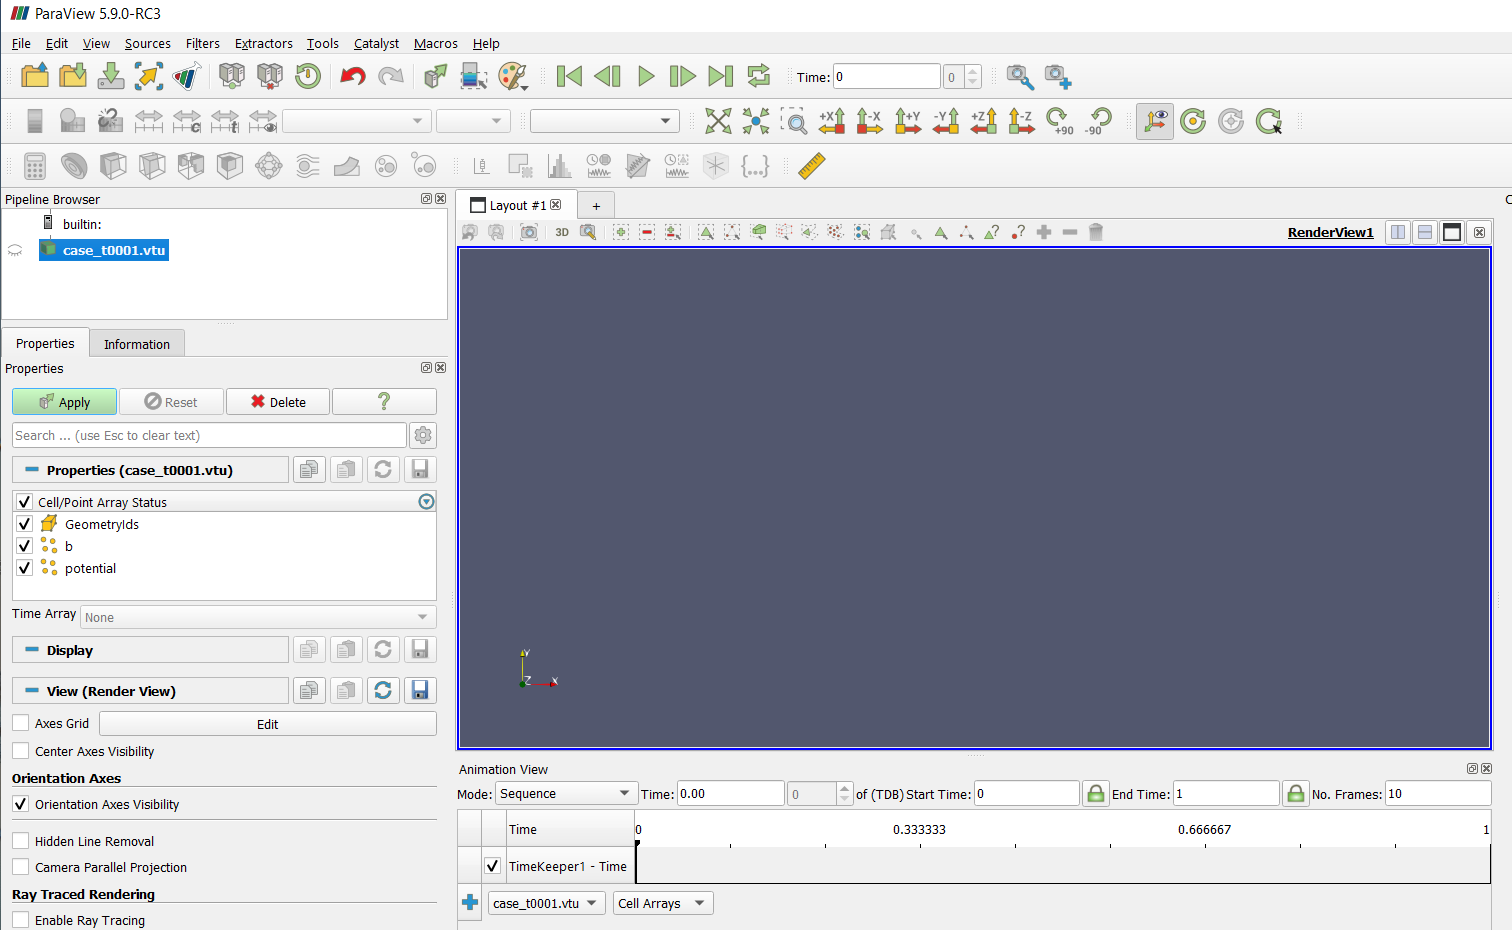 ParaView 5.9.0-RC3
File Edit View Sources Filters Extractors Tools Catalyst Macros Help
Time: 0 0
+X -X +Y -Y +Z -Z +90 -90
Pipeline Browser
builtin:
case_t0001.vtu
Properties Information
Properties
Apply Reset Delete ?
Search ... (use Esc to clear text)
Properties (case_t0001.vtu)
Cell/Point Array Status
GeometryIds
b
potential
Time Array None
Display
View (Render View)
Axes Grid Edit
Center Axes Visibility
Orientation Axes
Orientation Axes Visibility
Hidden Line Removal
Camera Parallel Projection
Ray Traced Rendering
Enable Ray Tracing
Layout #1 +
3D RenderView1
Y
Z X
Animation View
Mode: Sequence Time: 0.00 0 of (TDB) Start Time: 0 End Time: 1 No. Frames: 10
Time 0 0.333333 0.666667 1
TimeKeeper1 - Time
case_t0001.vtu Cell Arrays